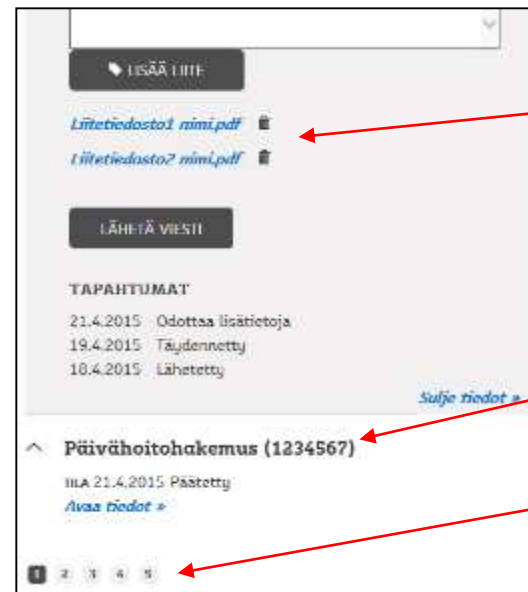 LISÄÄ LIITE
Liitetiedosto1 nimi.pdf
Liitetiedosto2 nimi.pdf
LÄHETÄ VIESTI
TAPAHTUMAT
21.4.2015 Odottaa lisätietoja
19.4.2015 Täydennetty
18.4.2015 Lähetetty
Sulje tiedot »
Päivähoitohakemus (1234567)
TILA 21.4.2015 Päätetty
Avaa tiedot »
1 2 3 4 5